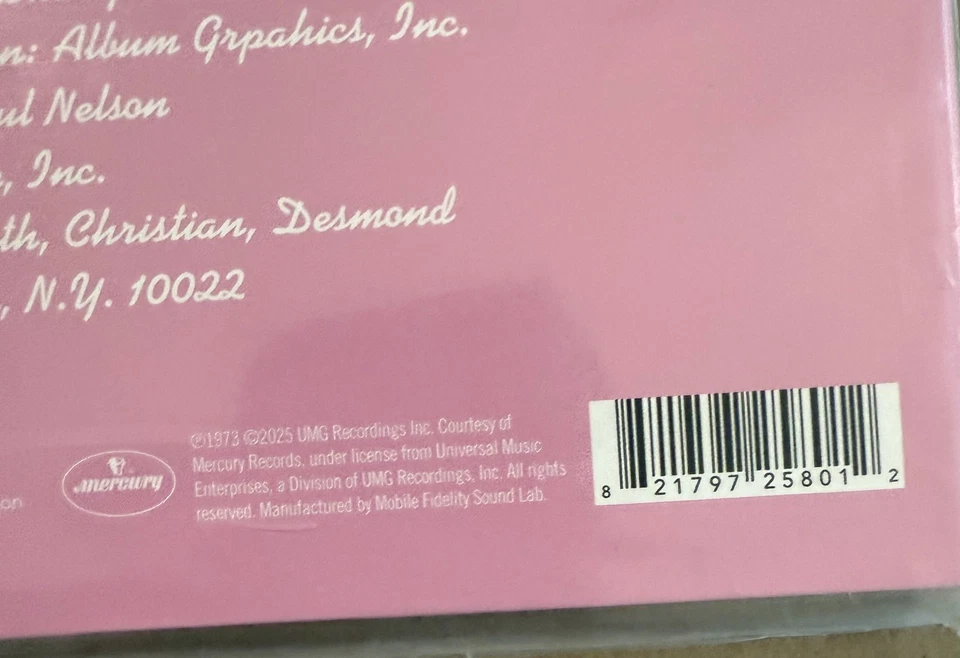 n: Album Grpahics, Inc.
ul Nelson
, Inc.
th, Christian, Desmond
, N.Y. 10022
℗1973 ©2025 UMG Recordings Inc. Courtesy of
Mercury Records, under license from Universal Music
Enterprises, a Division of UMG Recordings, Inc. All rights
reserved. Manufactured by Mobile Fidelity Sound Lab.
mercury
on
8 21797 25801 2